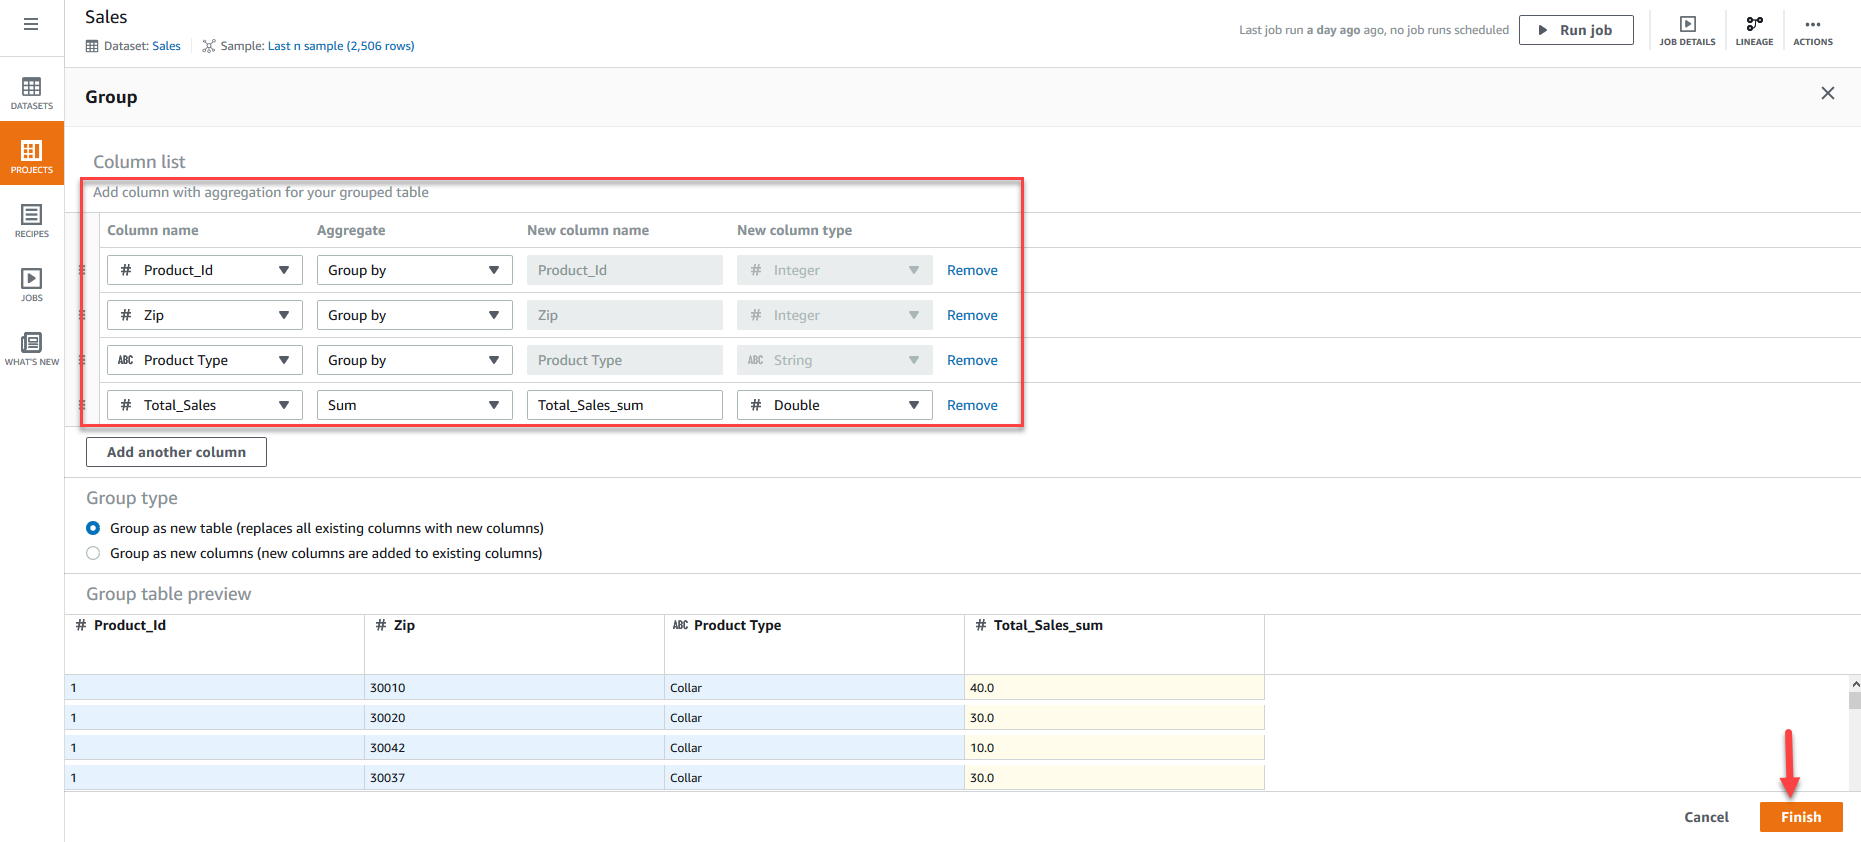 Sales
Dataset: Sales Sample: Last n sample (2,506 rows)
Last job run a day ago ago, no job runs scheduled
Run job
JOB DETAILS
LINEAGE
ACTIONS
DATASETS
PROJECTS
RECIPES
JOBS
WHAT'S NEW
Group
Column list
Add column with aggregation for your grouped table
Column name Aggregate New column name New column type
# Product_Id Group by Product_Id # Integer Remove
# Zip Group by Zip # Integer Remove
ABC Product Type Group by Product Type ABC String Remove
# Total_Sales Sum Total_Sales_sum # Double Remove
Add another column
Group type
Group as new table (replaces all existing columns with new columns)
Group as new columns (new columns are added to existing columns)
Group table preview
# Product_Id # Zip ABC Product Type # Total_Sales_sum
1 30010 Collar 40.0
1 30020 Collar 30.0
1 30042 Collar 10.0
1 30037 Collar 30.0
Cancel Finish